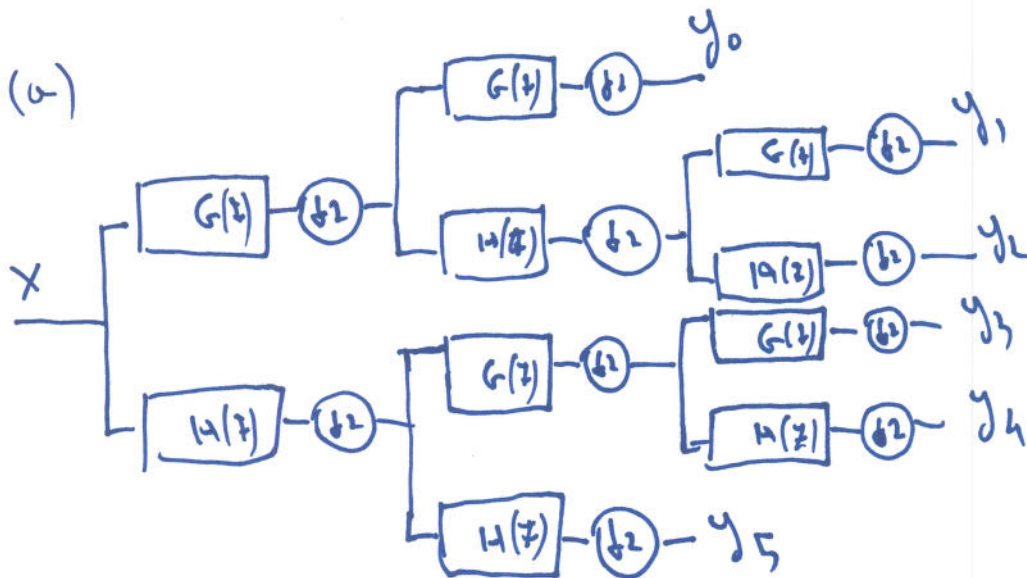 (a)
G(z) ↓2 y0
G(z) ↓2 y1
G(z) ↓2
H(z) ↓2
H(z) ↓2 y2
X
G(z) ↓2 y3
G(z) ↓2
H(z) ↓2
H(z) ↓2 y4
H(z) ↓2 y5